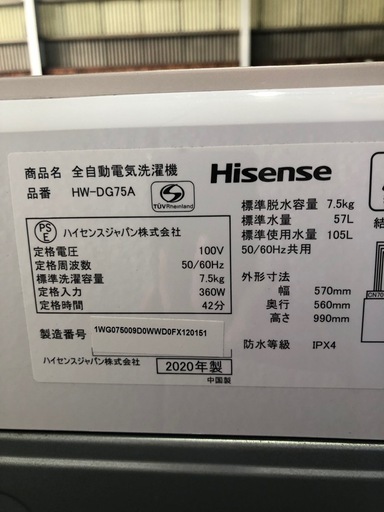 商品名 全自動電気洗濯機
品番 HW-DG75A
TÜVRheinland
PSE
ハイセンスジャパン株式会社
定格電圧 100V
定格周波数 50/60Hz
標準洗濯容量 7.5kg
定格入力 360W
定格時間 42分
製造番号 1WG075009D0WWD0FX120151
ハイセンスジャパン株式会社 2020年製
中国製
Hisense
標準脱水容量 7.5kg
標準水量 57L
標準使用水量 105L
50/60Hz共用
外形寸法
幅 570mm
奥行 560mm
高さ 990mm
防水等級 IPX4
結
CN70